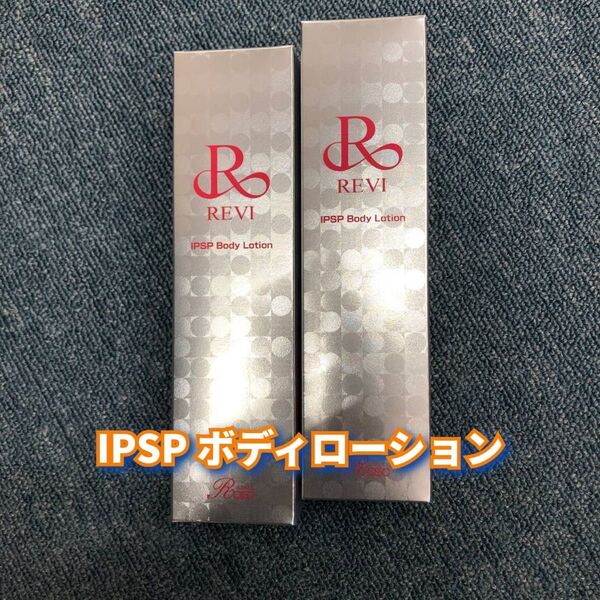 R
REVI
IPSP Body Lotion
R
REVI
IPSP Body Lotion
IPSP ボディローション